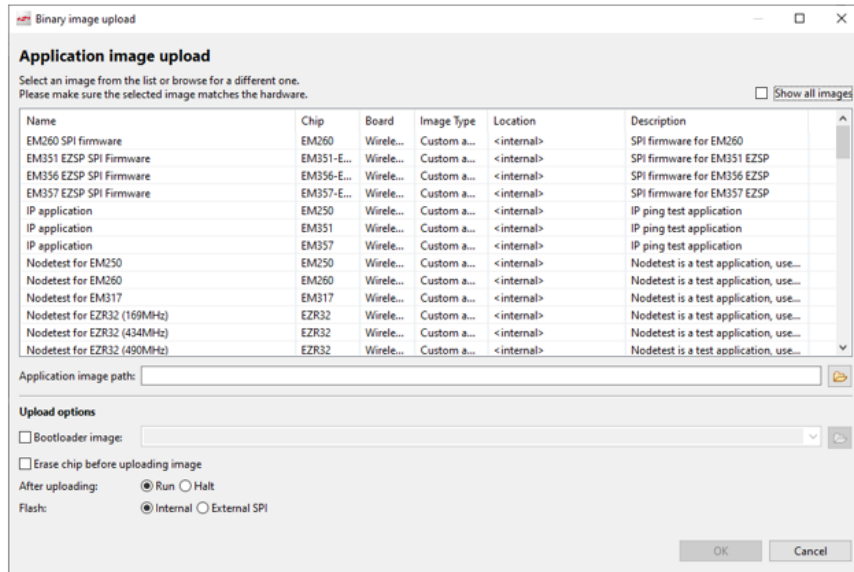 Binary image upload
Application image upload
Select an image from the list or browse for a different one.
Please make sure the selected image matches the hardware.
Show all images
Name Chip Board Image Type Location Description
EM260 SPI firmware EM260 Wirele... Custom a... <internal> SPI firmware for EM260
EM351 EZSP SPI Firmware EM351-E... Wirele... Custom a... <internal> SPI firmware for EM351 EZSP
EM356 EZSP SPI Firmware EM356-E... Wirele... Custom a... <internal> SPI firmware for EM356 EZSP
EM357 EZSP SPI Firmware EM357-E... Wirele... Custom a... <internal> SPI firmware for EM357 EZSP
IP application EM250 Wirele... Custom a... <internal> IP ping test application
IP application EM351 Wirele... Custom a... <internal> IP ping test application
IP application EM357 Wirele... Custom a... <internal> IP ping test application
Nodetest for EM250 EM250 Wirele... Custom a... <internal> Nodetest is a test application, use...
Nodetest for EM260 EM260 Wirele... Custom a... <internal> Nodetest is a test application, use...
Nodetest for EM317 EM317 Wirele... Custom a... <internal> Nodetest is a test application, use...
Nodetest for EZR32 (169MHz) EZR32 Wirele... Custom a... <internal> Nodetest is a test application, use...
Nodetest for EZR32 (434MHz) EZR32 Wirele... Custom a... <internal> Nodetest is a test application, use...
Nodetest for EZR32 (490MHz) EZR32 Wirele... Custom a... <internal> Nodetest is a test application, use...
Application image path:
Upload options
Bootloader image:
Erase chip before uploading image
After uploading: Run Halt
Flash: Internal External SPI
OK Cancel